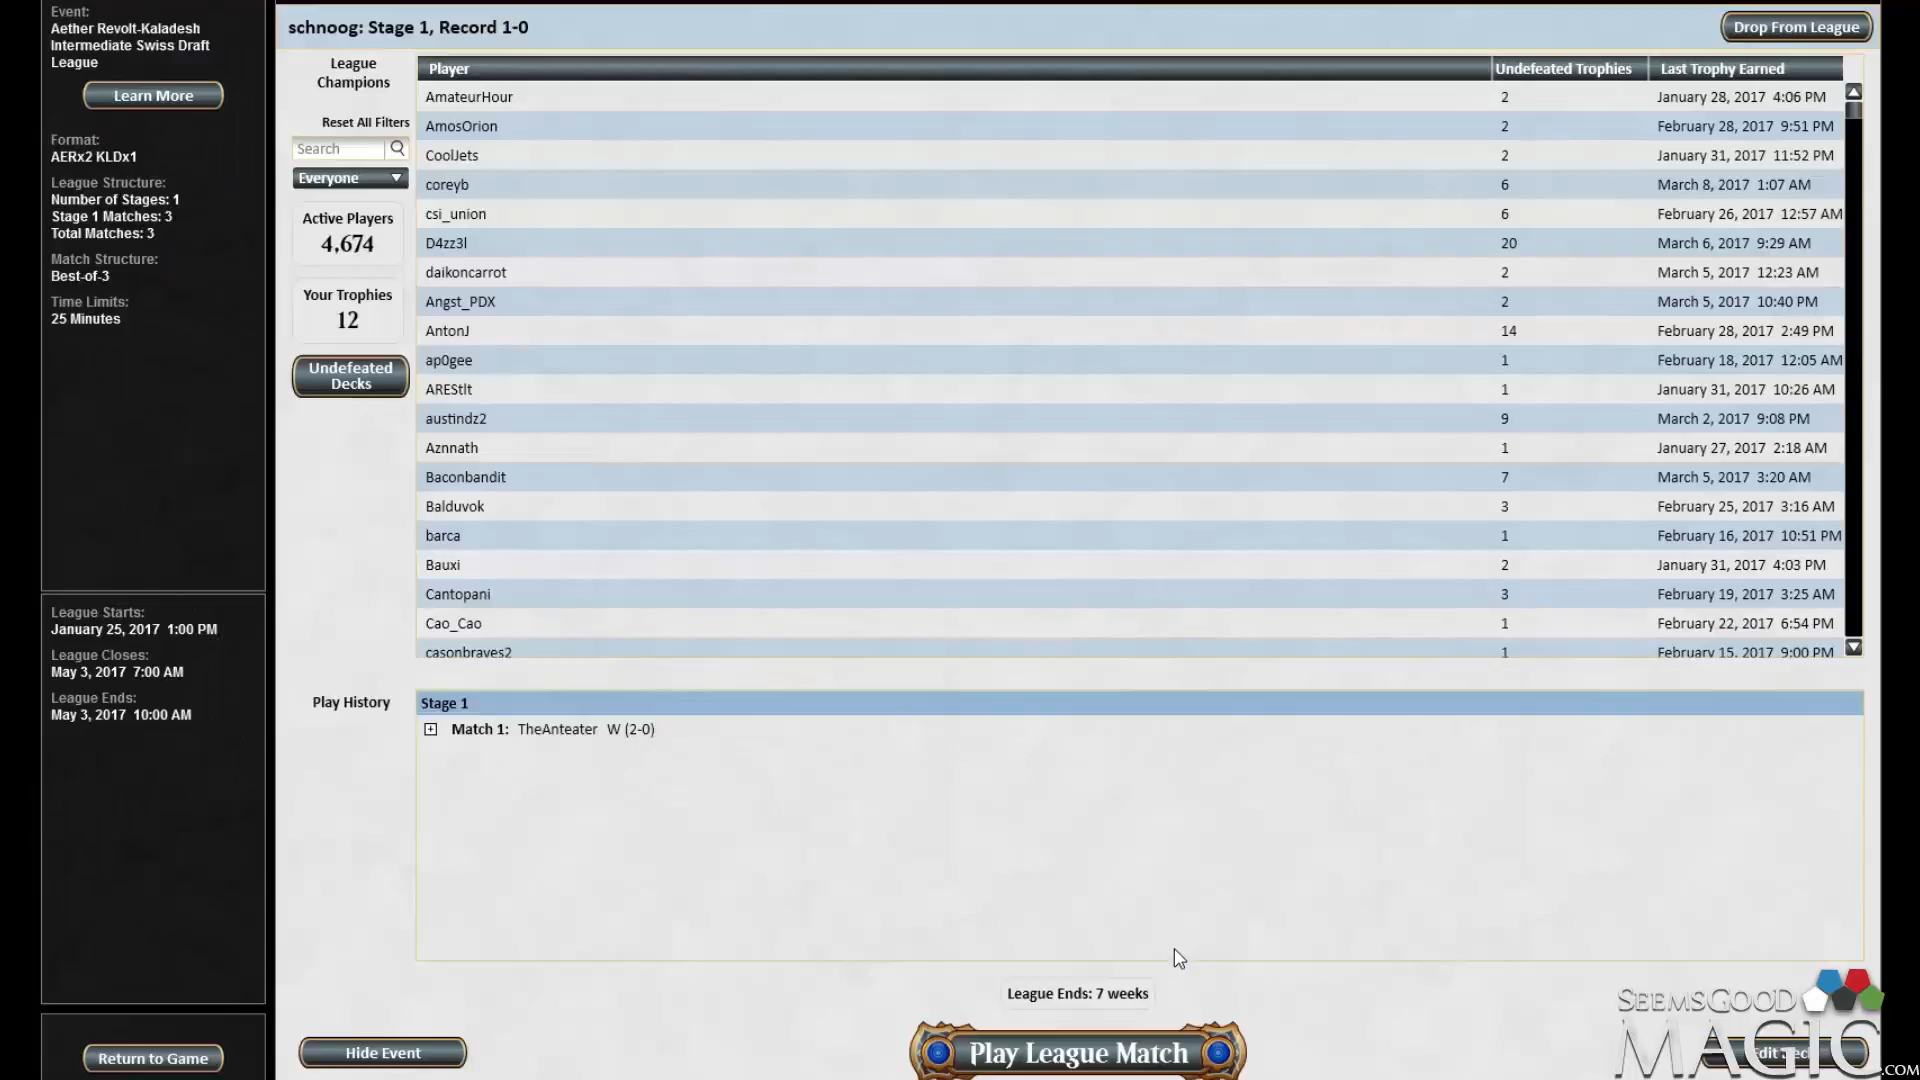 Event:
Aether Revolt-Kaladesh
Intermediate Swiss Draft
League
Learn More
Format:
AERx2 KLDx1
League Structure:
Number of Stages: 1
Stage 1 Matches: 3
Total Matches: 3
Match Structure:
Best-of-3
Time Limits:
25 Minutes
League Starts:
January 25, 2017 1:00 PM
League Closes:
May 3, 2017 7:00 AM
League Ends:
May 3, 2017 10:00 AM
Return to Game
schnoog: Stage 1, Record 1-0
Drop From League
League
Champions
Reset All Filters
Search
Everyone
Active Players
4,674
Your Trophies
12
Undefeated
Decks
Player Undefeated Trophies Last Trophy Earned
AmateurHour 2 January 28, 2017 4:06 PM
AmosOrion 2 February 28, 2017 9:51 PM
CoolJets 2 January 31, 2017 11:52 PM
coreyb 6 March 8, 2017 1:07 AM
csi_union 6 February 26, 2017 12:57 AM
D4zz3l 20 March 6, 2017 9:29 AM
daikoncarrot 2 March 5, 2017 12:23 AM
Angst_PDX 2 March 5, 2017 10:40 PM
AntonJ 14 February 28, 2017 2:49 PM
ap0gee 1 February 18, 2017 12:05 AM
AREStlt 1 January 31, 2017 10:26 AM
austindz2 9 March 2, 2017 9:08 PM
Aznnath 1 January 27, 2017 2:18 AM
Baconbandit 7 March 5, 2017 3:20 AM
Balduvok 3 February 25, 2017 3:16 AM
barca 1 February 16, 2017 10:51 PM
Bauxi 2 January 31, 2017 4:03 PM
Cantopani 3 February 19, 2017 3:25 AM
Cao_Cao 1 February 22, 2017 6:54 PM
casonbraves2 1 February 15, 2017 9:00 PM
Play History
Stage 1
Match 1: TheAnteater W (2-0)
League Ends: 7 weeks
Hide Event
Play League Match
Edit Deck
SEEMSGOOD
MAGIC
.COM